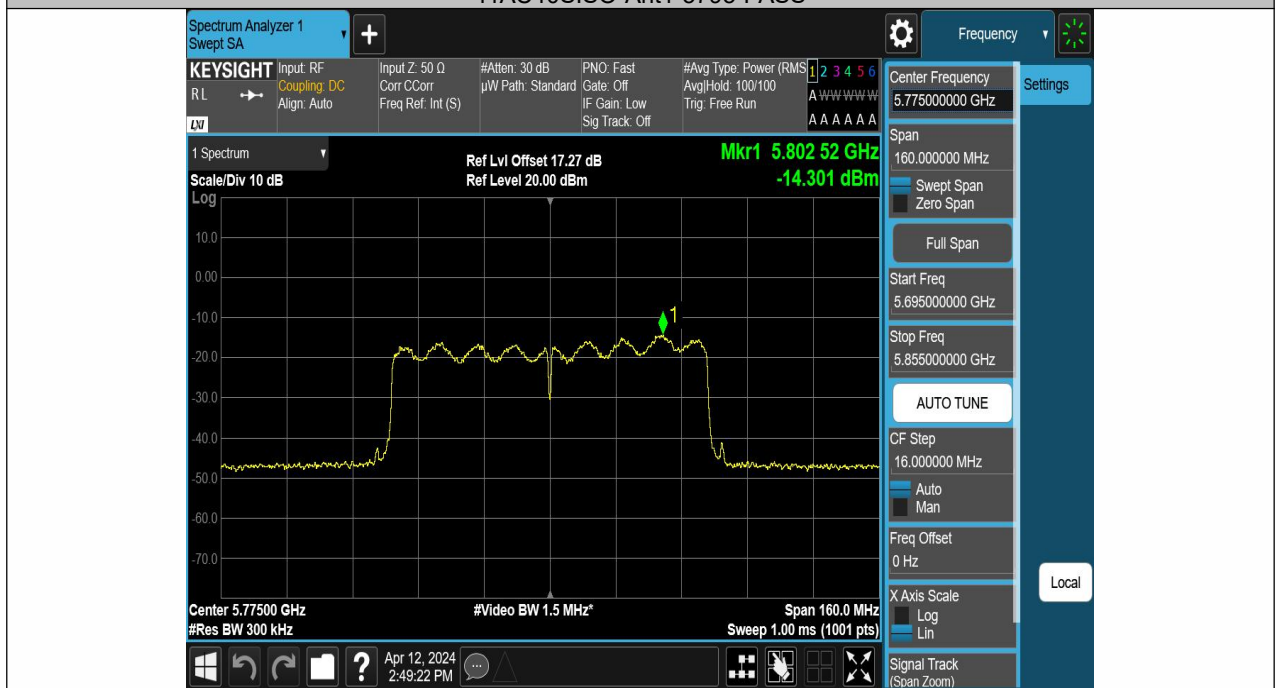 Spectrum Analyzer 1
Swept SA
Frequency
KEYSIGHT
RL
LXI
Input: RF
Coupling: DC
Align: Auto
Input Z: 50 Ω
Corr CCorr
Freq Ref: Int (S)
#Atten: 30 dB
µW Path: Standard
PNO: Fast
Gate: Off
IF Gain: Low
Sig Track: Off
#Avg Type: Power (RMS
Avg|Hold: 100/100
Trig: Free Run
1 2 3 4 5 6
A W W W W W
A A A A A A
1 Spectrum
Scale/Div 10 dB
Log
Ref Lvl Offset 17.27 dB
Ref Level 20.00 dBm
Mkr1 5.802 52 GHz
-14.301 dBm
10.0
0.00
-10.0
-20.0
-30.0
-40.0
-50.0
-60.0
-70.0
1
Center 5.77500 GHz
#Res BW 300 kHz
#Video BW 1.5 MHz*
Span 160.0 MHz
Sweep 1.00 ms (1001 pts)
Apr 12, 2024
2:49:22 PM
Center Frequency
5.775000000 GHz
Span
160.000000 MHz
Swept Span
Zero Span
Full Span
Start Freq
5.695000000 GHz
Stop Freq
5.855000000 GHz
AUTO TUNE
CF Step
16.000000 MHz
Auto
Man
Freq Offset
0 Hz
X Axis Scale
Log
Lin
Signal Track
(Span Zoom)
Settings
Local